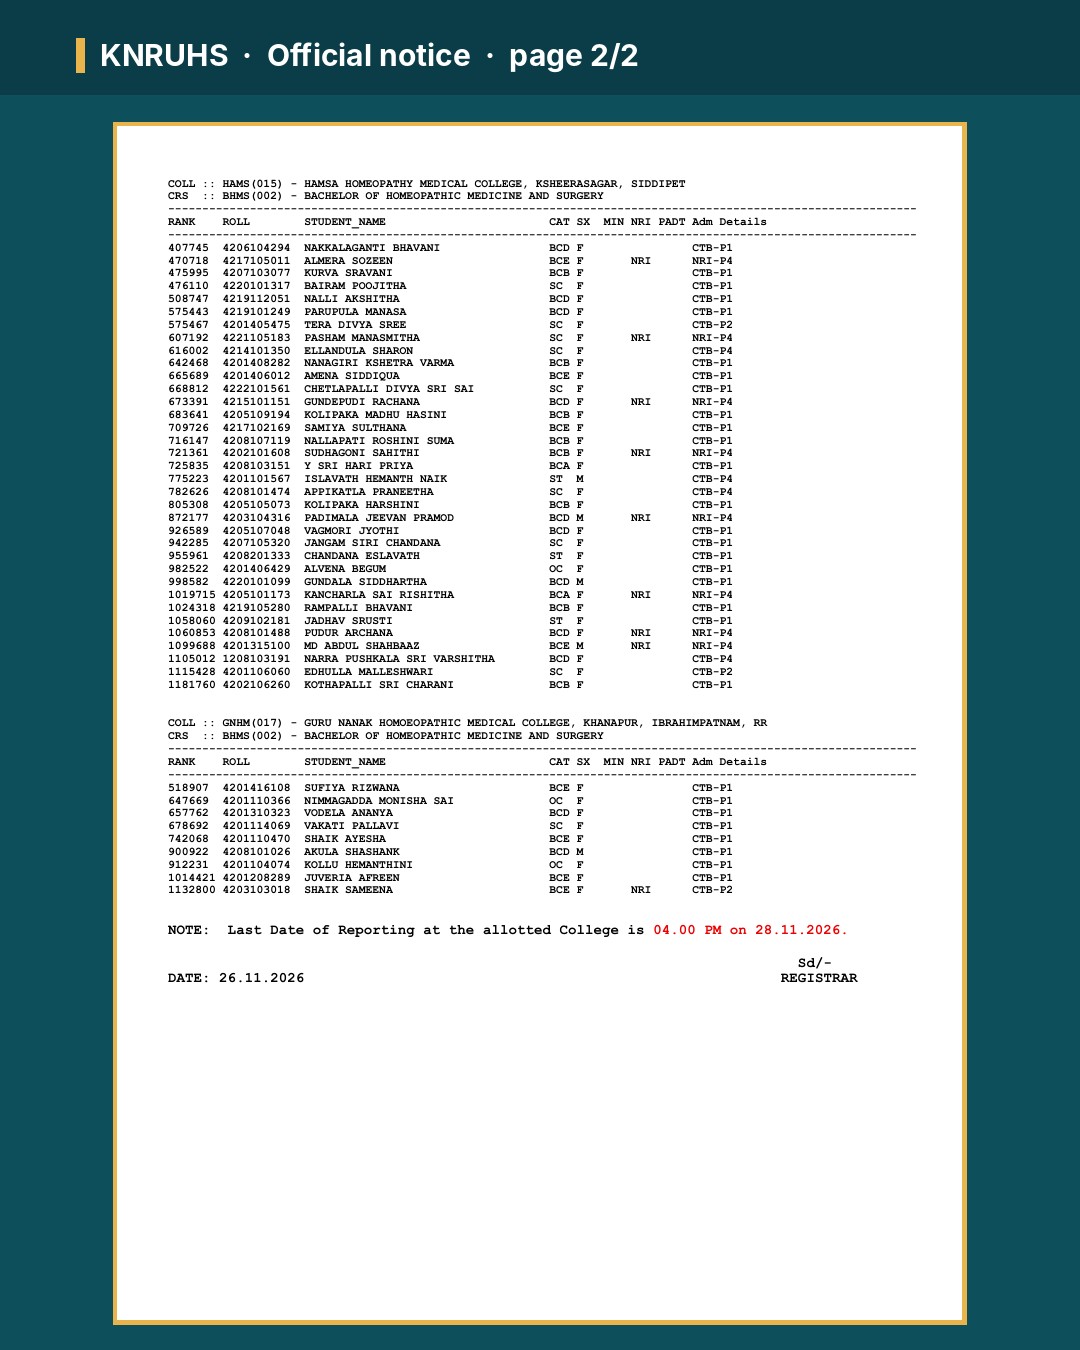 KNRUHS · Official notice · page 2/2
COLL :: HAMS(015) - HAMSA HOMEOPATHY MEDICAL COLLEGE, KSHEERASAGAR, SIDDIPET
CRS  :: BHMS(002) - BACHELOR OF HOMEOPATHIC MEDICINE AND SURGERY
--------------------------------------------------------------------------------------------------------------
RANK    ROLL        STUDENT_NAME                        CAT SX  MIN NRI PADT Adm Details
--------------------------------------------------------------------------------------------------------------
407745  4206104294  NAKKALAGANTI BHAVANI                BCD F                CTB-P1
470718  4217105011  ALMERA SOZEEN                       BCE F       NRI      NRI-P4
475995  4207103077  KURVA SRAVANI                       BCB F                CTB-P1
476110  4220101317  BAIRAM POOJITHA                     SC  F                CTB-P1
508747  4219112051  NALLI AKSHITHA                      BCD F                CTB-P1
575443  4219101249  PARUPULA MANASA                     BCD F                CTB-P1
575467  4201405475  TERA DIVYA SREE                     SC  F                CTB-P2
607192  4221105183  PASHAM MANASMITHA                   SC  F       NRI      NRI-P4
616002  4214101350  ELLANDULA SHARON                    SC  F                CTB-P4
642468  4201408282  NANAGIRI KSHETRA VARMA              BCB F                CTB-P1
665689  4201406012  AMENA SIDDIQUA                      BCE F                CTB-P1
668812  4222101561  CHETLAPALLI DIVYA SRI SAI           SC  F                CTB-P1
673391  4215101151  GUNDEPUDI RACHANA                   BCD F       NRI      NRI-P4
683641  4205109194  KOLIPAKA MADHU HASINI               BCB F                CTB-P1
709726  4217102169  SAMIYA SULTHANA                     BCE F                CTB-P1
716147  4208107119  NALLAPATI ROSHINI SUMA              BCB F                CTB-P1
721361  4202101608  SUDHAGONI SAHITHI                   BCB F       NRI      NRI-P4
725835  4208103151  Y SRI HARI PRIYA                    BCA F                CTB-P1
775223  4201101567  ISLAVATH HEMANTH NAIK               ST  M                CTB-P4
782626  4208101474  APPIKATLA PRANEETHA                 SC  F                CTB-P4
805308  4205105073  KOLIPAKA HARSHINI                   BCB F                CTB-P1
872177  4203104316  PADIMALA JEEVAN PRAMOD              BCD M       NRI      NRI-P4
926589  4205107048  VAGMORI JYOTHI                      BCD F                CTB-P1
942285  4207105320  JANGAM SIRI CHANDANA                SC  F                CTB-P1
955961  4208201333  CHANDANA ESLAVATH                   ST  F                CTB-P1
982522  4201406429  ALVENA BEGUM                        OC  F                CTB-P1
998582  4220101099  GUNDALA SIDDHARTHA                  BCD M                CTB-P1
1019715 4205101173  KANCHARLA SAI RISHITHA              BCA F       NRI      NRI-P4
1024318 4219105280  RAMPALLI BHAVANI                    BCB F                CTB-P1
1058060 4209102181  JADHAV SRUSTI                       ST  F                CTB-P1
1060853 4208101488  PUDUR ARCHANA                       BCD F       NRI      NRI-P4
1099688 4201315100  MD ABDUL SHAHBAAZ                   BCE M       NRI      NRI-P4
1105012 1208103191  NARRA PUSHKALA SRI VARSHITHA        BCD F                CTB-P4
1115428 4201106060  EDHULLA MALLESHWARI                 SC  F                CTB-P2
1181760 4202106260  KOTHAPALLI SRI CHARANI              BCB F                CTB-P1
COLL :: GNHM(017) - GURU NANAK HOMOEOPATHIC MEDICAL COLLEGE, KHANAPUR, IBRAHIMPATNAM, RR
CRS  :: BHMS(002) - BACHELOR OF HOMEOPATHIC MEDICINE AND SURGERY
--------------------------------------------------------------------------------------------------------------
RANK    ROLL        STUDENT_NAME                        CAT SX  MIN NRI PADT Adm Details
--------------------------------------------------------------------------------------------------------------
518907  4201416108  SUFIYA RIZWANA                      BCE F                CTB-P1
647669  4201110366  NIMMAGADDA MONISHA SAI              OC  F                CTB-P1
657762  4201310323  VODELA ANANYA                       BCD F                CTB-P1
678692  4201114069  VAKATI PALLAVI                      SC  F                CTB-P1
742068  4201110470  SHAIK AYESHA                        BCE F                CTB-P1
900922  4208101026  AKULA SHASHANK                      BCD M                CTB-P1
912231  4201104074  KOLLU HEMANTHINI                    OC  F                CTB-P1
1014421 4201208289  JUVERIA AFREEN                      BCE F                CTB-P1
1132800 4203103018  SHAIK SAMEENA                       BCE F       NRI      CTB-P2
NOTE:  Last Date of Reporting at the allotted College is 04.00 PM on 28.11.2026.
Sd/-
DATE: 26.11.2026                                                        REGISTRAR